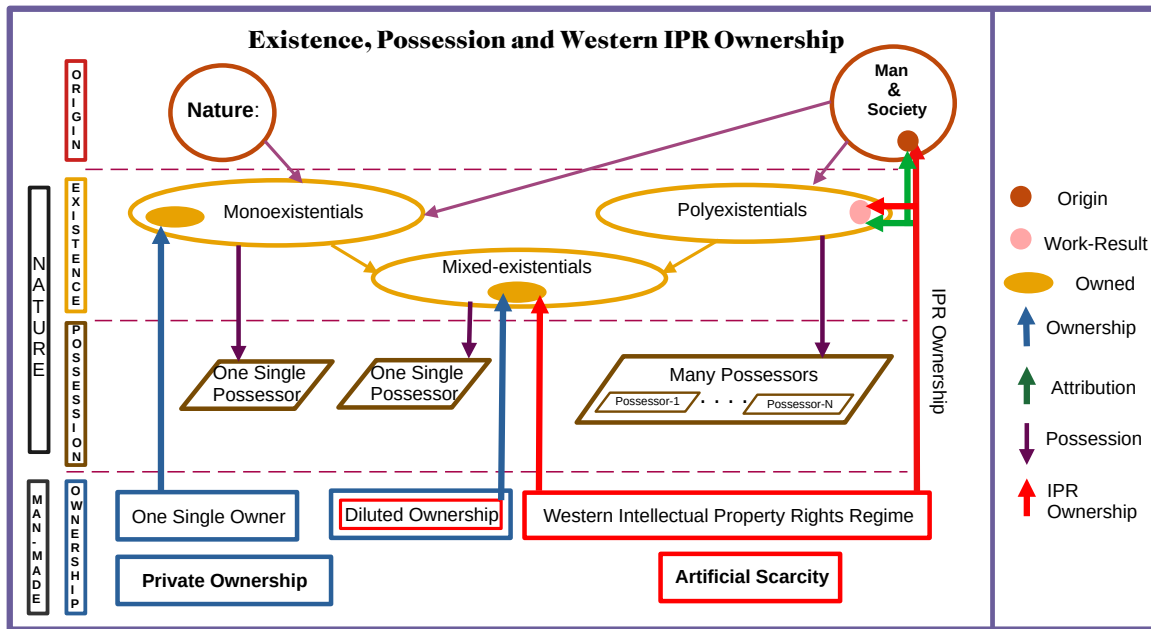 Existence, Possession and Western IPR Ownership
ORIGIN
Nature:
Man
&
Society
NATURE
EXISTENCE
Monoexistentials
Polyexistentials
Mixed-existentials
IPR Ownership
POSSESSION
One Single
Possessor
One Single
Possessor
Many Possessors
Possessor-1
. . . .
Possessor-N
MAN-MADE
OWNERSHIP
One Single Owner
Diluted Ownership
Western Intellectual Property Rights Regime
Private Ownership
Artificial Scarcity
Origin
Work-Result
Owned
Ownership
Attribution
Possession
IPR
Ownership